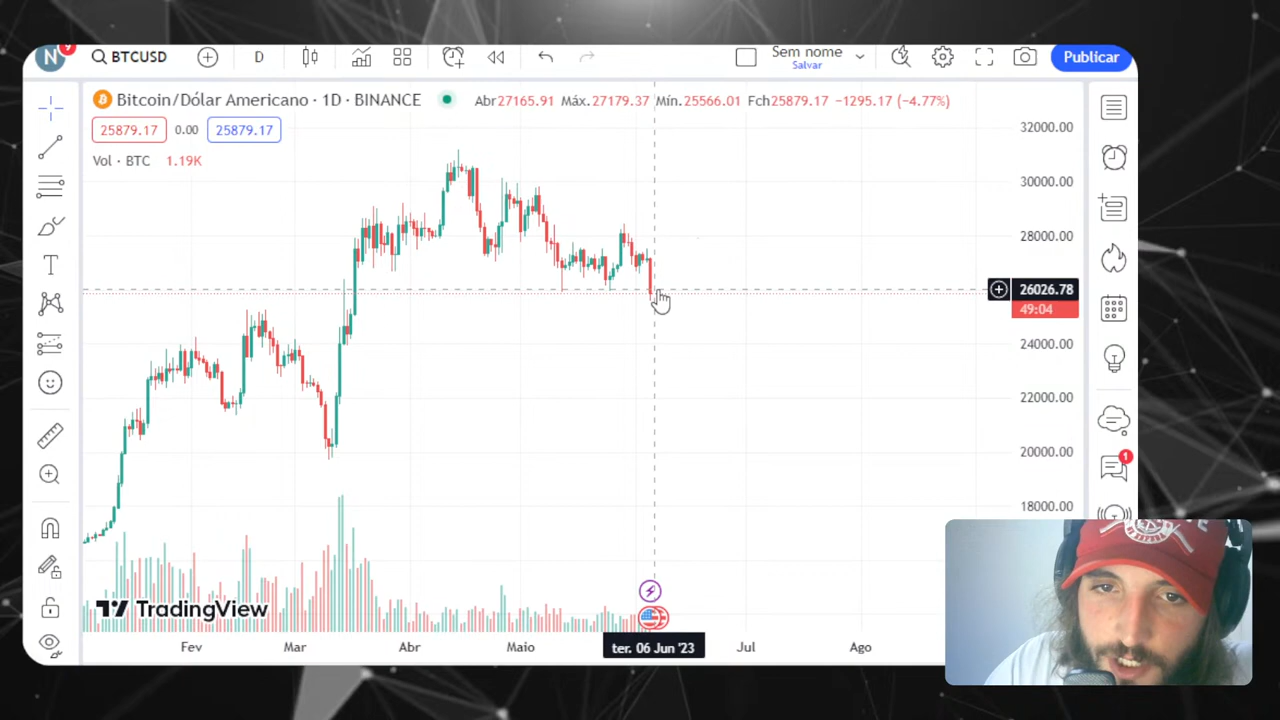 N 9 BTCUSD D Sem nome Publicar
Salvar
Bitcoin/Dólar Americano · 1D · BINANCE Abr27165.91 Máx.27179.37 Mín.25566.01 Fch25879.17 −1295.17 (−4.77%)
25879.17 0.00 25879.17
Vol · BTC 1.19K
32000.00
30000.00
28000.00
26026.78
49:04
24000.00
22000.00
20000.00
18000.00
T
1
TradingView
Fev Mar Abr Maio ter. 06 Jun '23 Jul Ago